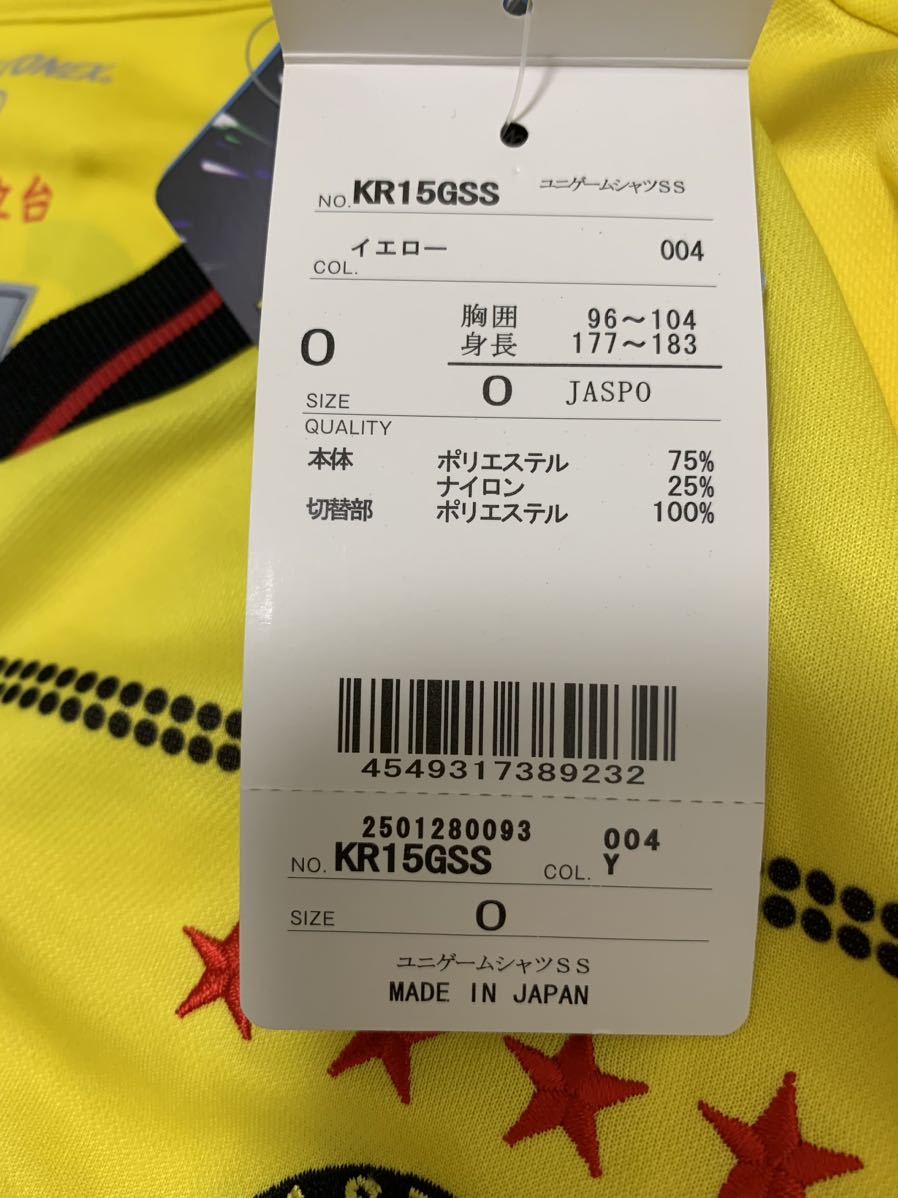 YONEX
台
NO. KR15GSS ユニゲームシャツSS
COL. イエロー 004
胸囲 96～104
身長 177～183
SIZE O
O JASPO
QUALITY
本体 ポリエステル 75%
ナイロン 25%
切替部 ポリエステル 100%
4549317389232
2501280093
NO. KR15GSS COL. 004 Y
SIZE O
ユニゲームシャツSS
MADE IN JAPAN